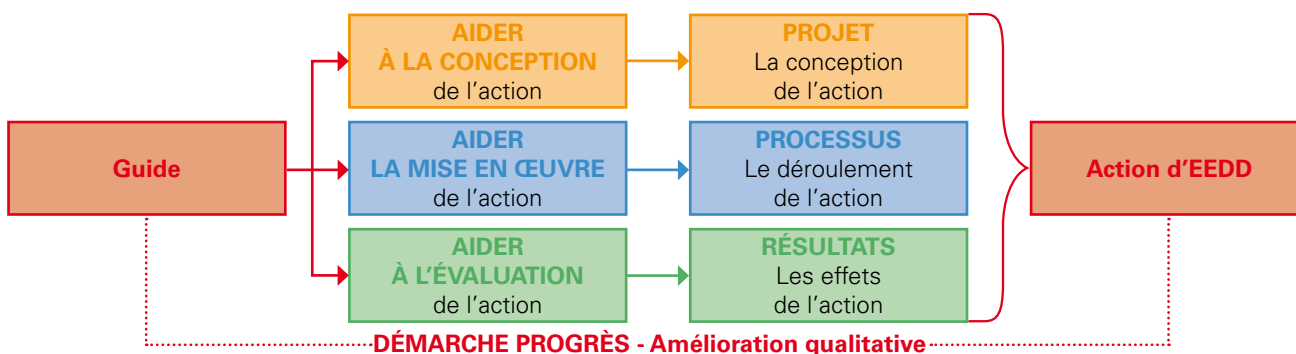 Guide
AIDER
À LA CONCEPTION
de l’action
PROJET
La conception
de l’action
AIDER
LA MISE EN ŒUVRE
de l’action
PROCESSUS
Le déroulement
de l’action
AIDER
À L’ÉVALUATION
de l’action
RÉSULTATS
Les effets
de l’action
Action d’EEDD
DÉMARCHE PROGRÈS - Amélioration qualitative